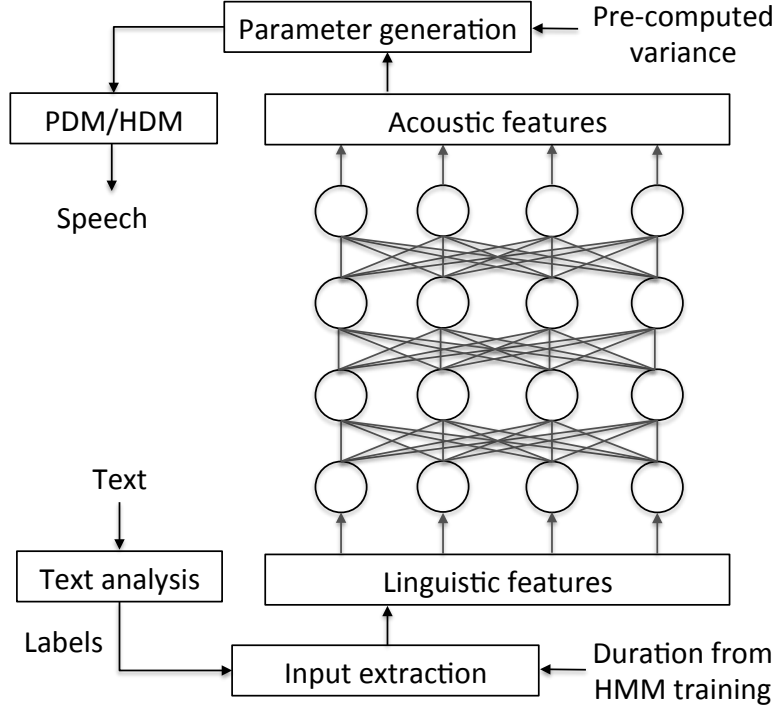 Parameter generation
Pre-computed
variance
PDM/HDM
Acoustic features
Speech
Text
Text analysis
Linguistic features
Labels
Input extraction
Duration from
HMM training